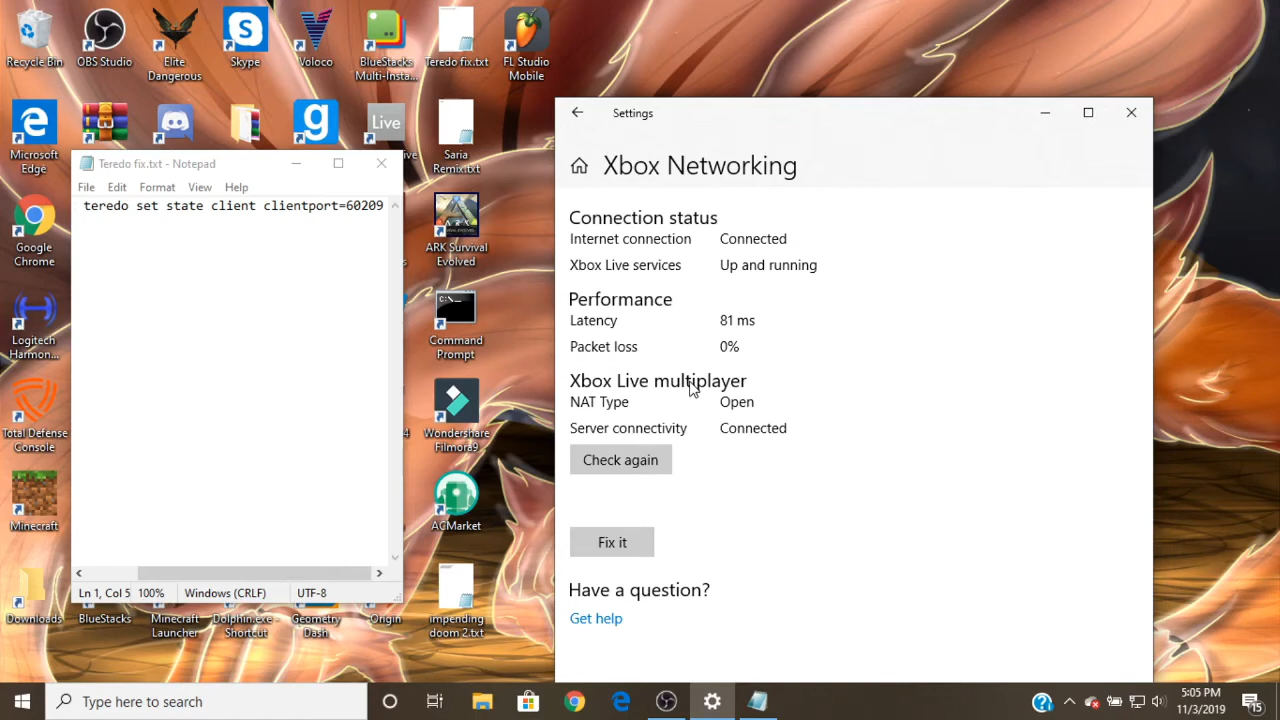 Recycle Bin
OBS Studio
Elite
Dangerous
Skype
Voloco
BlueStacks
Multi-Insta...
Teredo fix.txt
FL Studio
Mobile
Microsoft
Edge
Live
Saria
Remix.txt
Google
Chrome
ARK Survival
Evolved
Logitech
Harmon...
Command
Prompt
Total Defense
Console
Wondershare
Filmora9
Minecraft
ACMarket
Downloads
BlueStacks
Minecraft
Launcher
Dolphin.exe -
Shortcut
Geometry
Dash
Origin
impending
doom 2.txt
Teredo fix.txt - Notepad
File Edit Format View Help
teredo set state client clientport=60209
Ln 1, Col 5 100% Windows (CRLF) UTF-8
Settings
Xbox Networking
Connection status
Internet connection Connected
Xbox Live services Up and running
Performance
Latency 81 ms
Packet loss 0%
Xbox Live multiplayer
NAT Type Open
Server connectivity Connected
Check again
Fix it
Have a question?
Get help
Type here to search
5:05 PM
11/3/2019
15